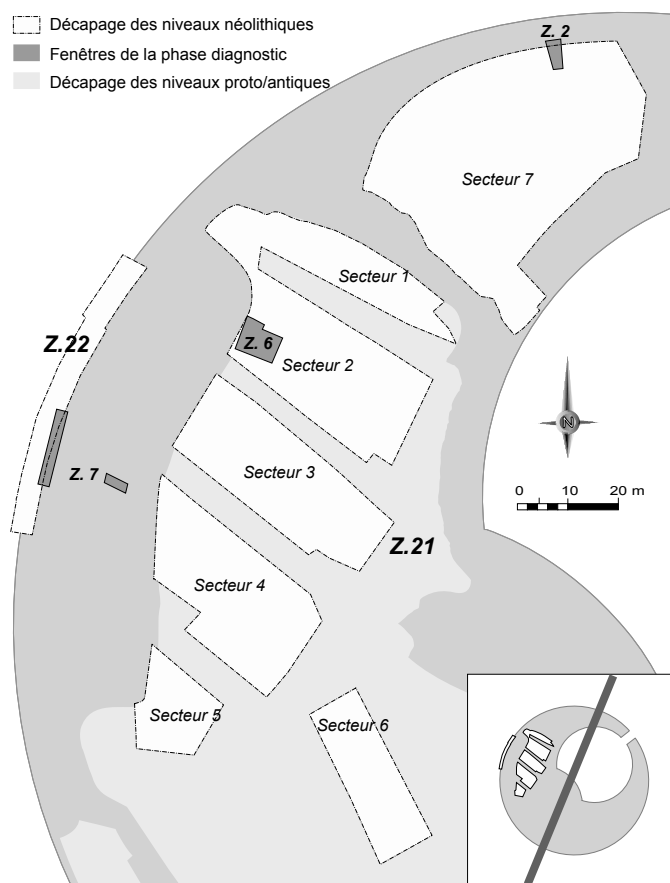 Décapage des niveaux néolithiques
Fenêtres de la phase diagnostic
Décapage des niveaux proto/antiques
Z. 2
Secteur 7
Secteur 1
Z.22
Z. 6
Secteur 2
N
Z. 7
Secteur 3
0 10 20 m
Z.21
Secteur 4
Secteur 5
Secteur 6